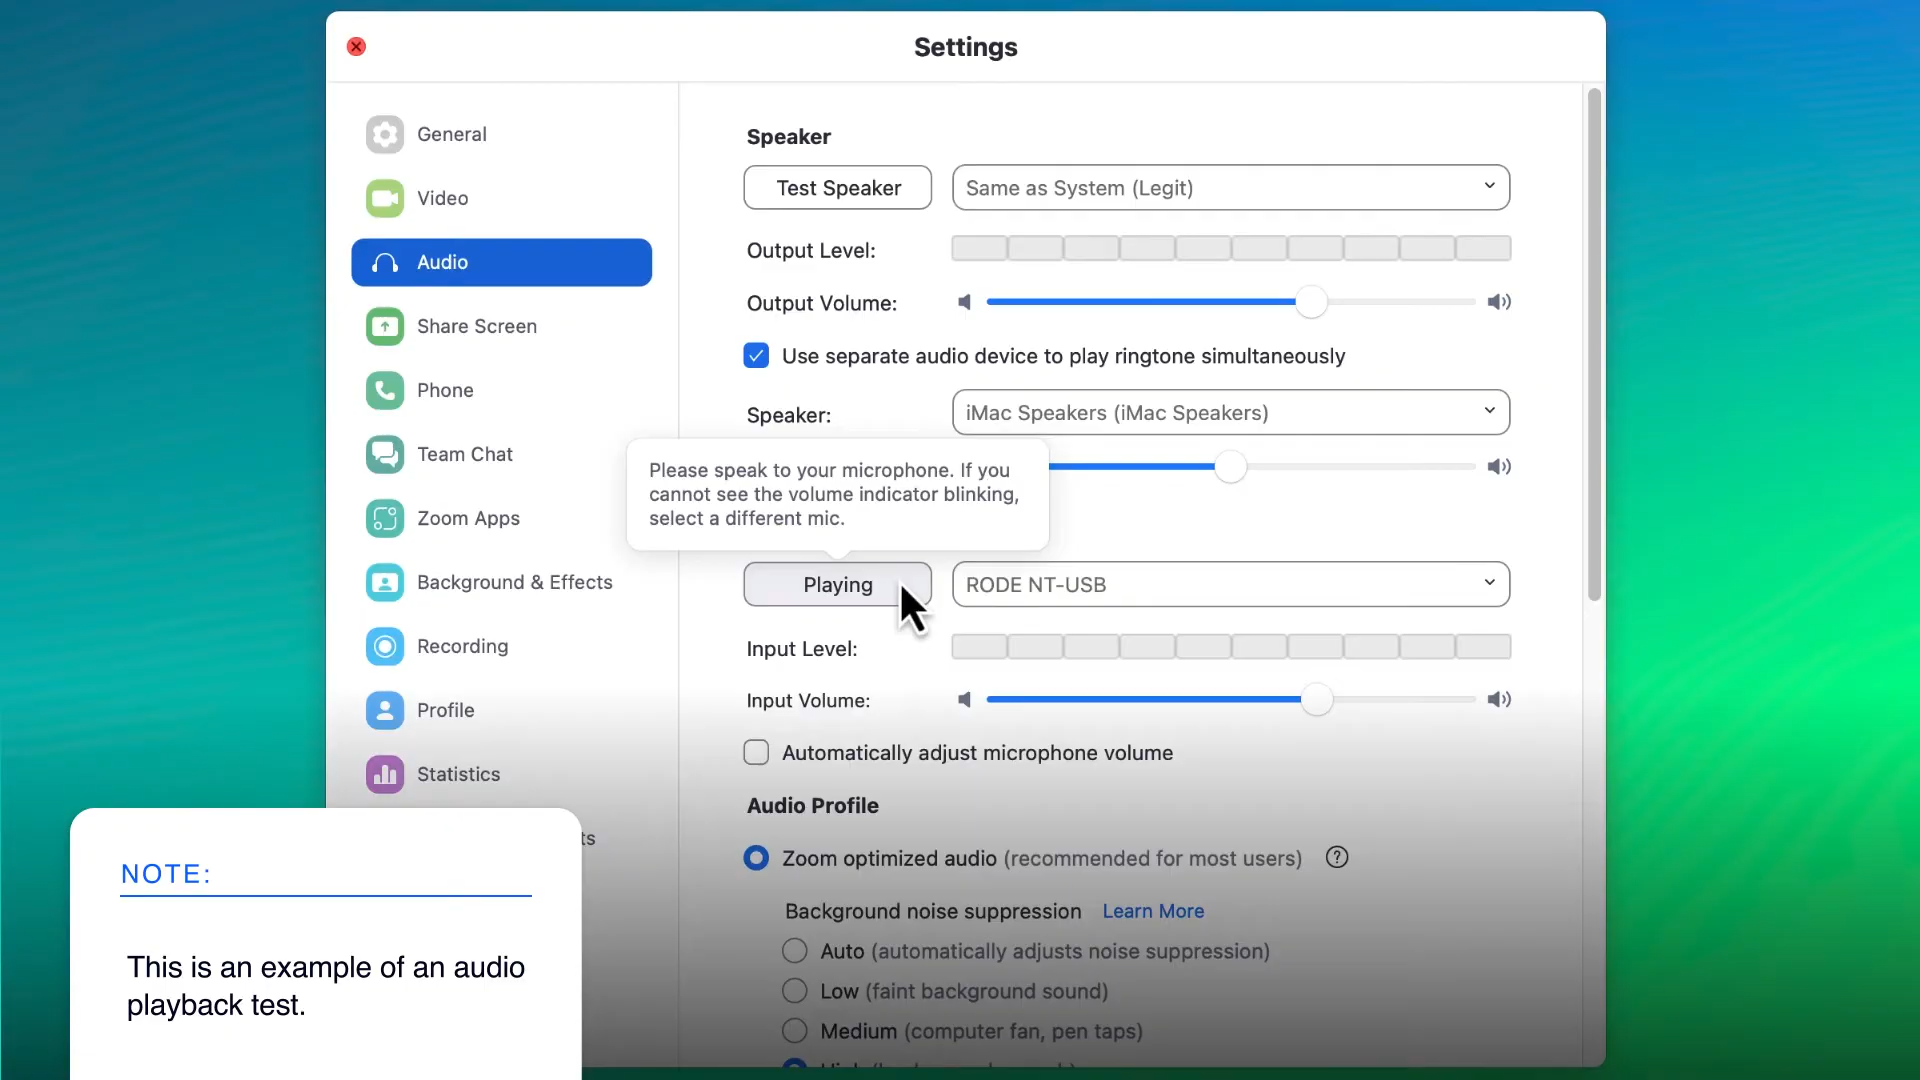 Settings
General
Video
Audio
Share Screen
Phone
Team Chat
Zoom Apps
Background & Effects
Recording
Profile
Statistics
ts
Speaker
Test Speaker
Same as System (Legit)
Output Level:
Output Volume:
Use separate audio device to play ringtone simultaneously
Speaker:
iMac Speakers (iMac Speakers)
Please speak to your microphone. If you
cannot see the volume indicator blinking,
select a different mic.
Playing
RODE NT-USB
Input Level:
Input Volume:
Automatically adjust microphone volume
Audio Profile
Zoom optimized audio (recommended for most users)
Background noise suppression Learn More
Auto (automatically adjusts noise suppression)
Low (faint background sound)
Medium (computer fan, pen taps)
NOTE:
This is an example of an audio
playback test.